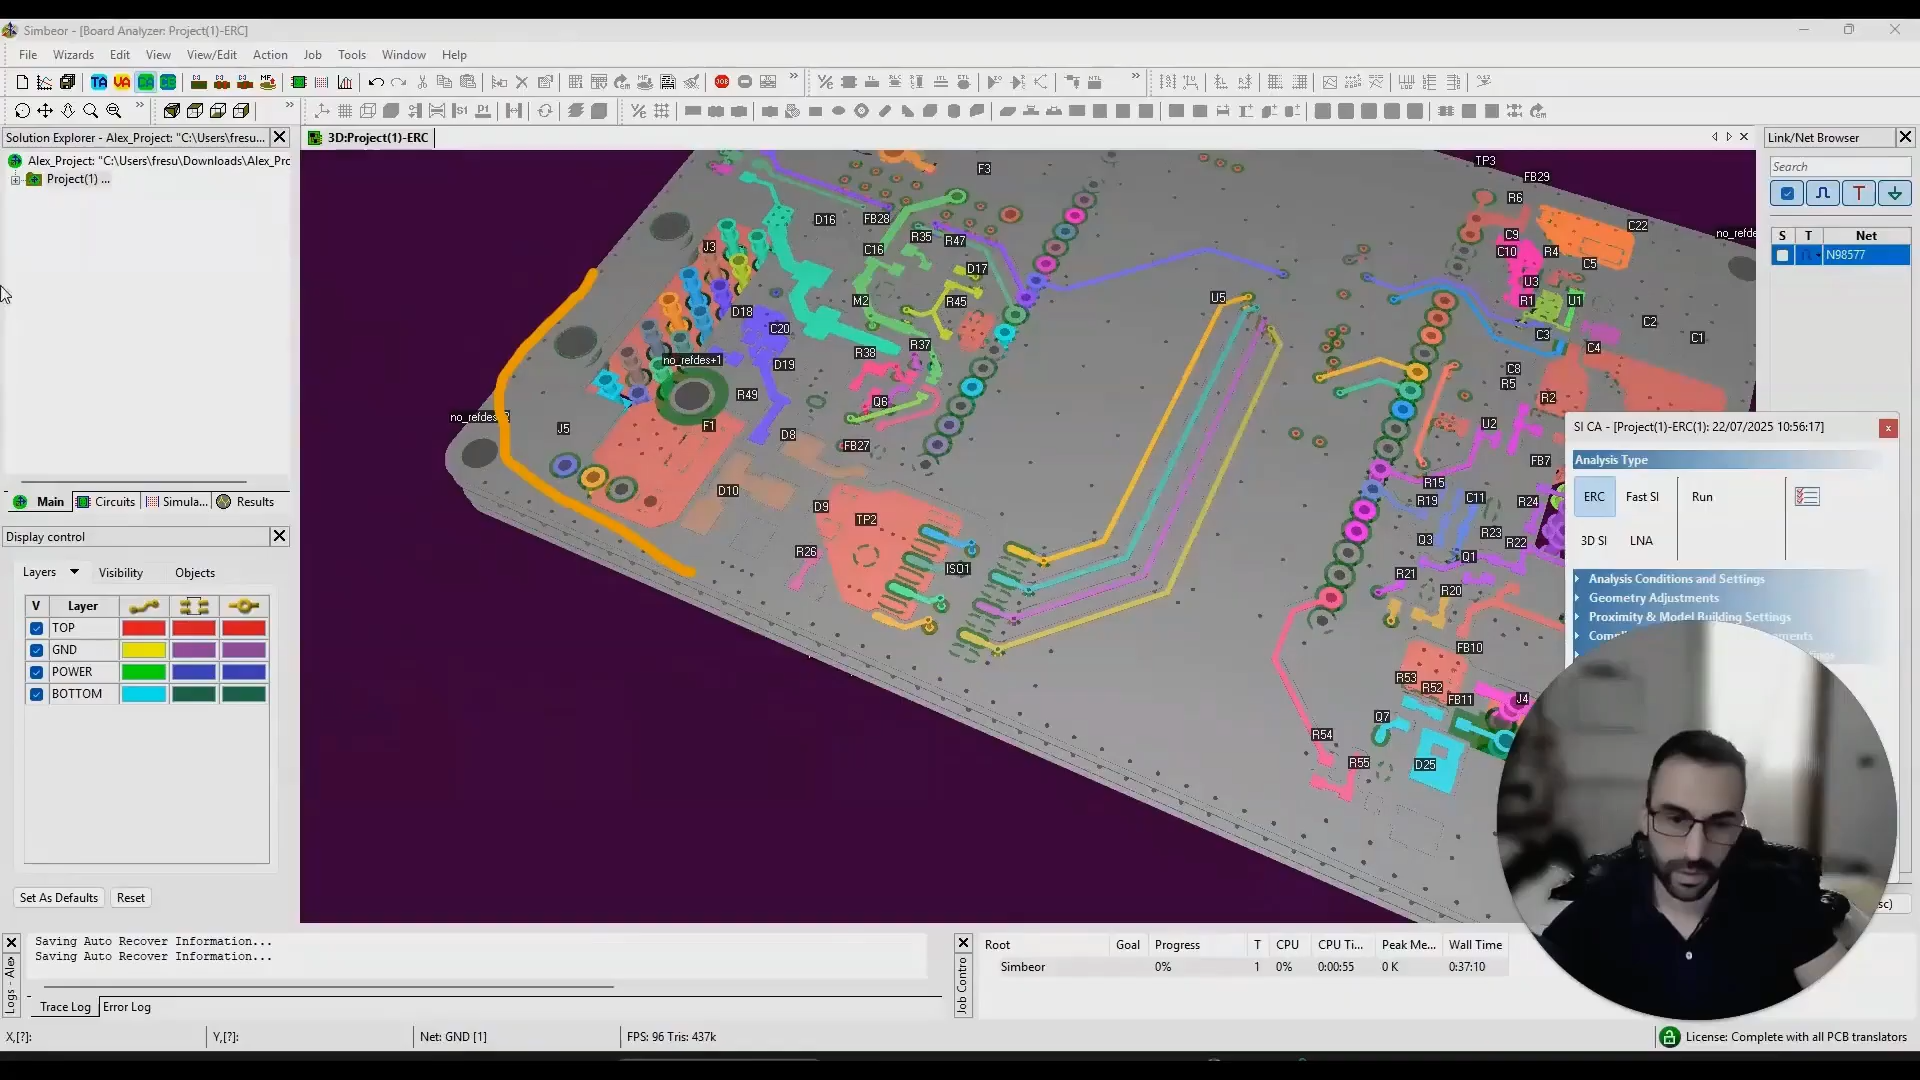 Simbeor - [Board Analyzer: Project(1)-ERC]
File Wizards Edit View View/Edit Action Job Tools Window Help
TA VA CA
Solution Explorer - Alex_Project: "C:\Users\fresu...
3D:Project(1)-ERC
Link/Net Browser
Alex_Project: "C:\Users\fresu\Downloads\Alex_Prc
Project(1) ...
Search
S T Net
N98577
Main Circuits Simula... Results
Display control
Layers Visibility Objects
V Layer
TOP
GND
POWER
BOTTOM
Set As Defaults Reset
TP3
F3
FB29
R6
D16
FB28
C22
no_refde
R35
R47
C9
J3
C16
C10
R4
C5
D17
U3
U5
M2
R45
R1
U1
D18
C2
C20
C3
C1
R37
C4
R38
no_refdes+1
D19
C8
R5
R49
R2
Q6
no_refdes
J5
F1
D8
U2
FB27
FB7
R15
D10
R19
C11
R24
D9
TP2
R23
Q3
R22
R26
ISO1
Q1
R21
R20
FB10
R53
R52
FB11
J4
Q7
R54
R55
D25
SI CA - [Project(1)-ERC(1): 22/07/2025 10:56:17]
Analysis Type
ERC Fast SI Run
3D SI LNA
Analysis Conditions and Settings
Geometry Adjustments
Proximity & Model Building Settings
Saving Auto Recover Information...
Saving Auto Recover Information...
Logs - Alex
Trace Log Error Log
Job Contro
Root Goal Progress T CPU CPU Ti... Peak Me... Wall Time
Simbeor 0% 1 0% 0:00:55 0 K 0:37:10
X,[?]: Y,[?]: Net: GND [1] FPS: 96 Tris: 437k
License: Complete with all PCB translators